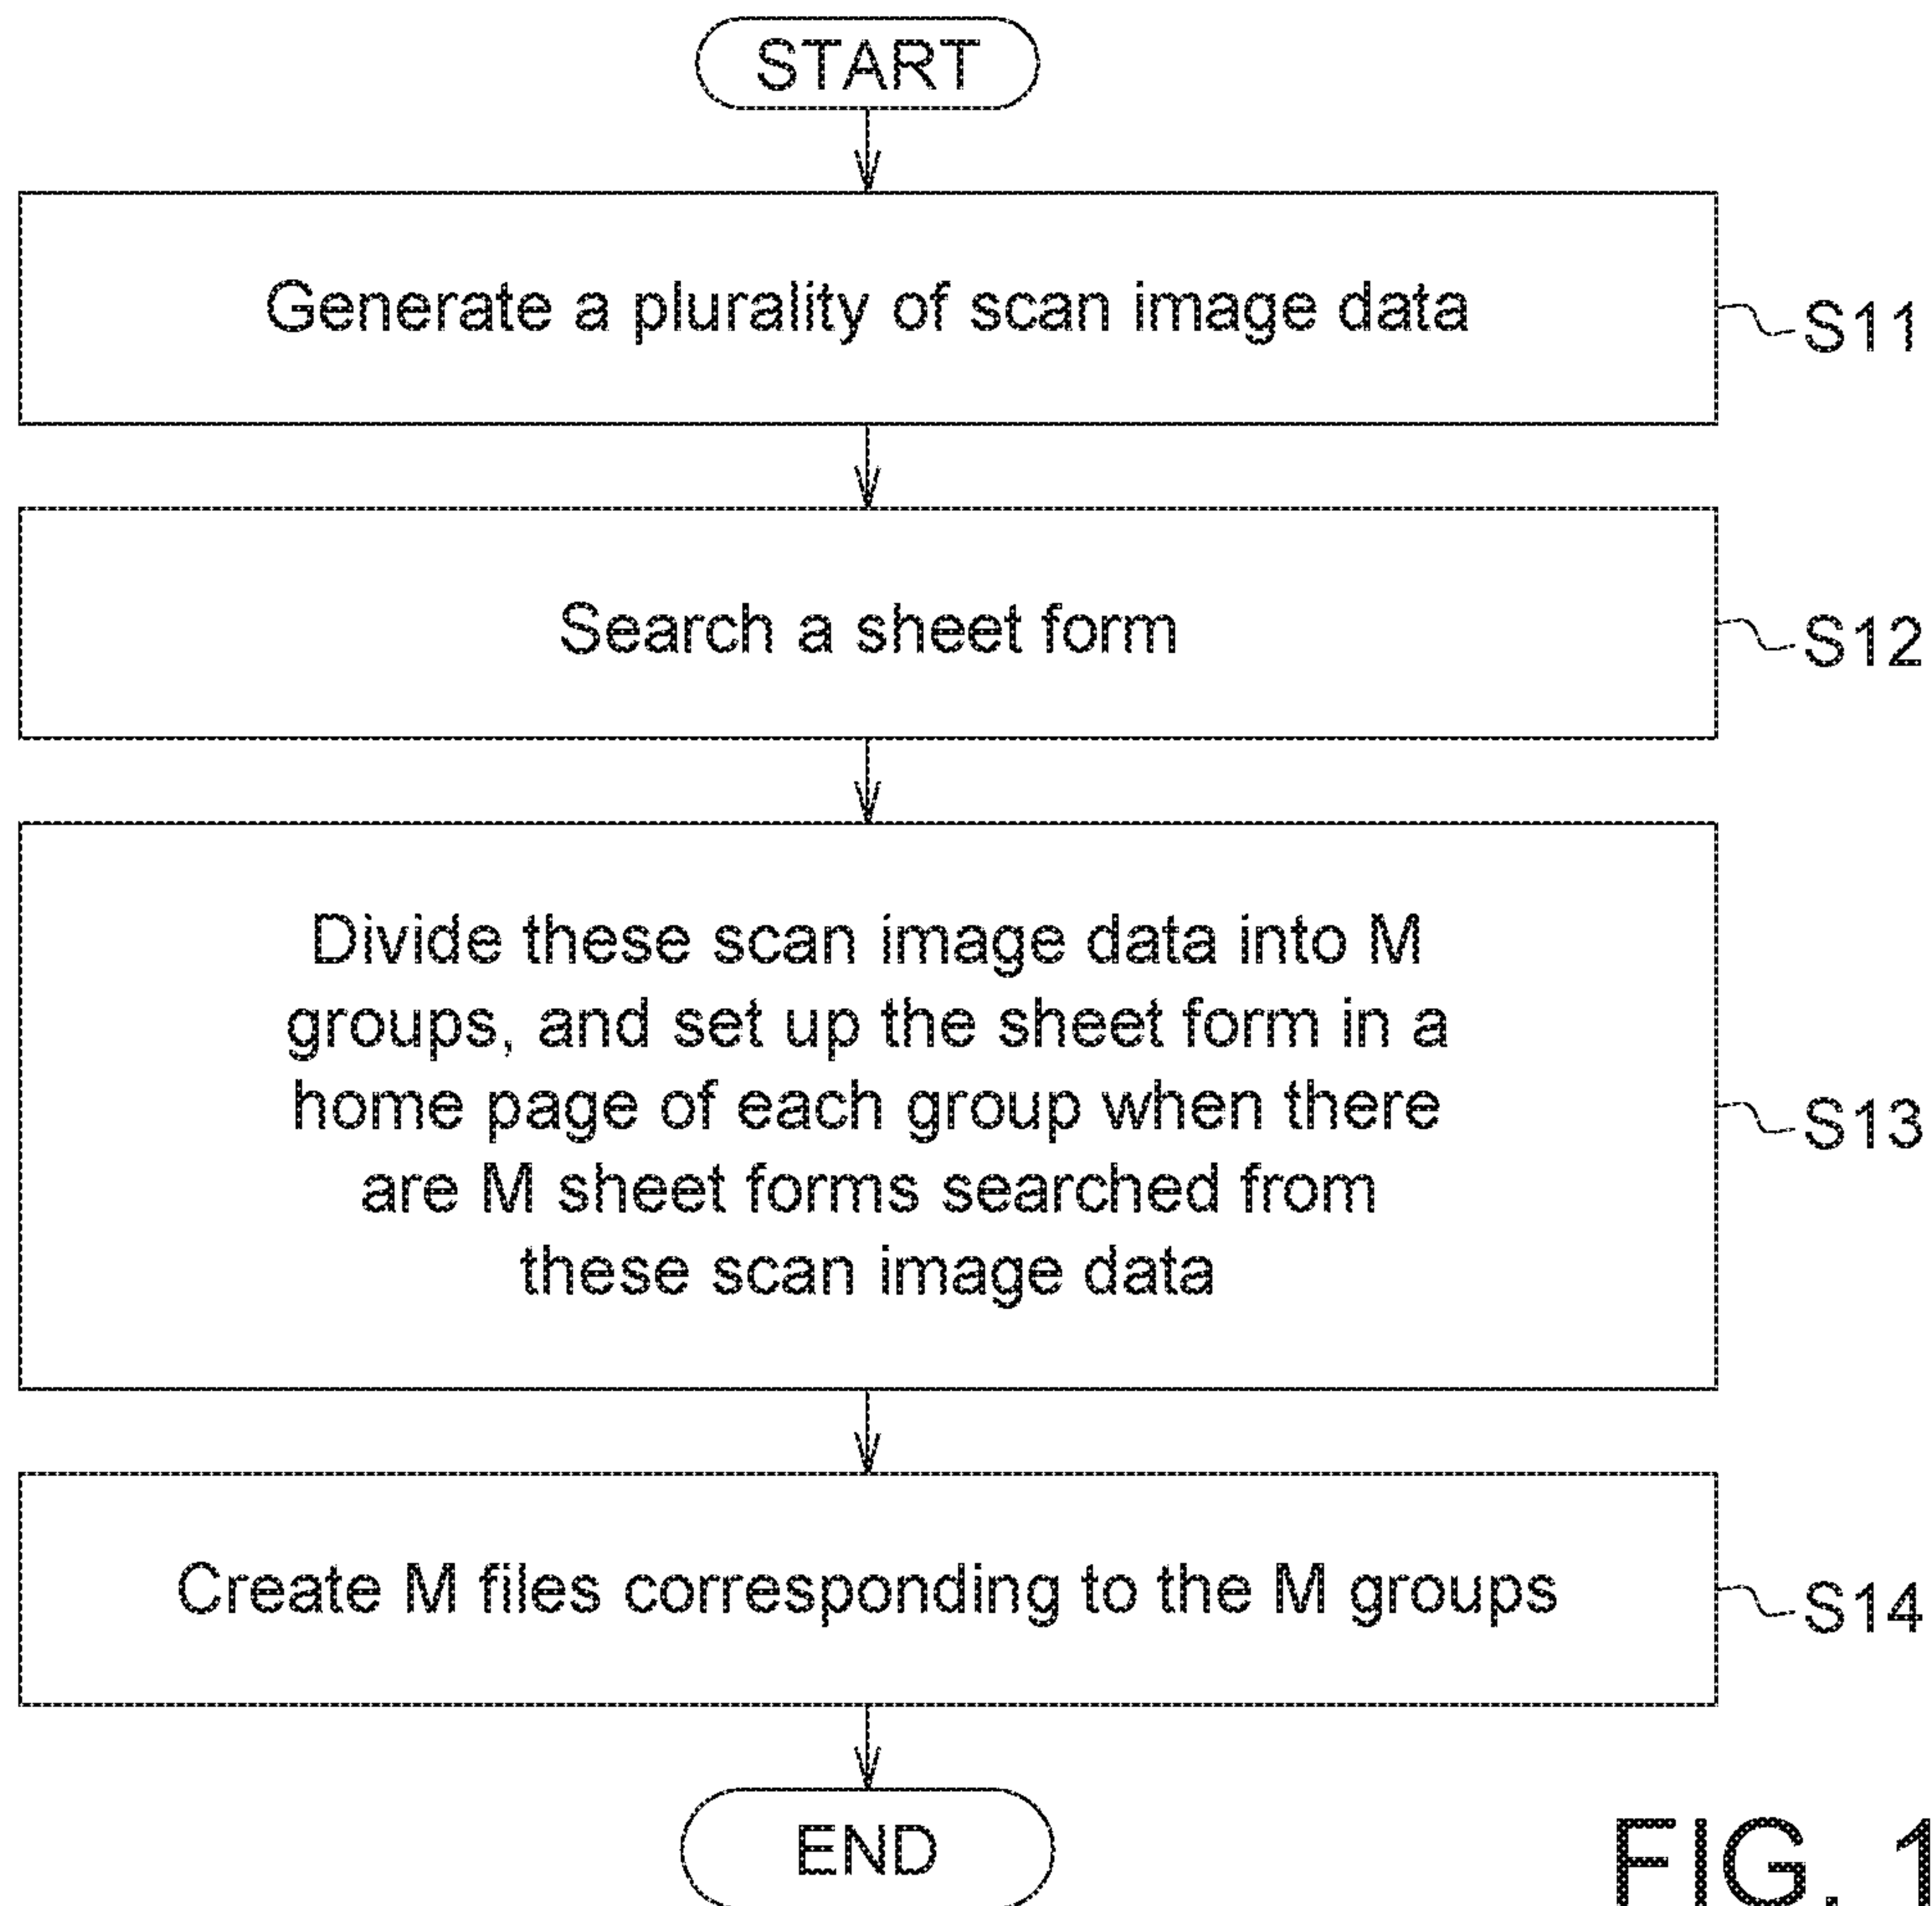 START
Generate a plurality of scan image data
S11
Search a sheet form
S12
Divide these scan image data into M
groups, and set up the sheet form in a
home page of each group when there
are M sheet forms searched from
these scan image data
S13
Create M files corresponding to the M groups
S14
END
FIG. 1